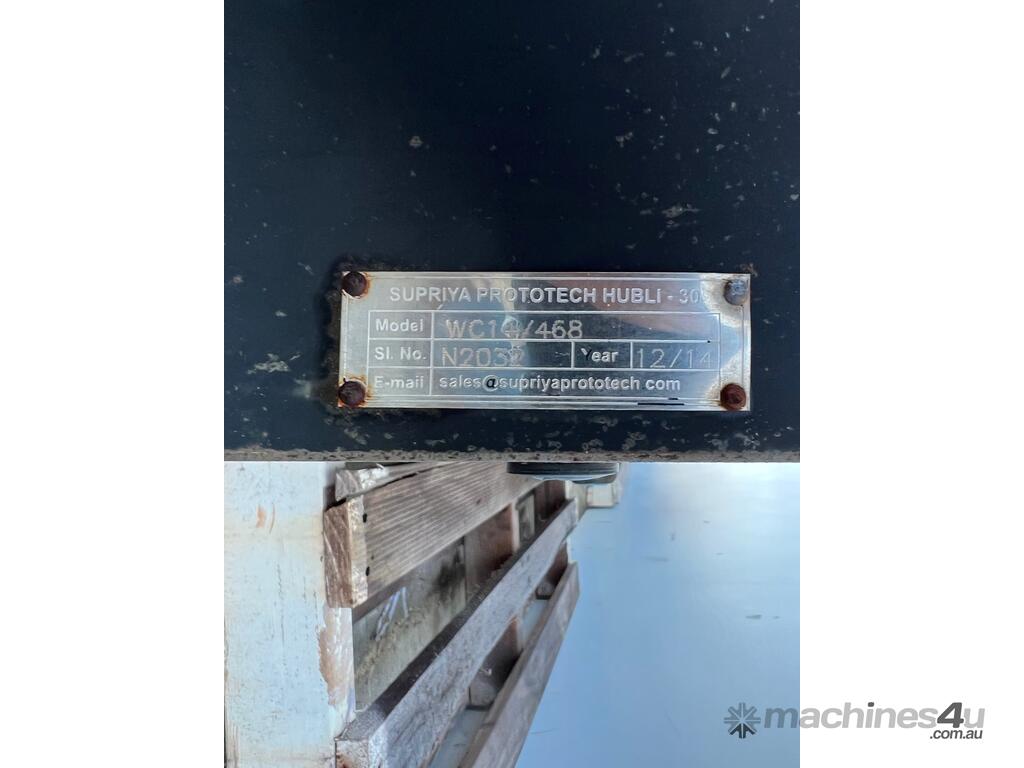 SUPRIYA PROTOTECH HUBLI -
Model WC14/468
Sl. No. N2032 Year 12/14
E-mail sales@supriyaprototech.com
machines4u
.com.au